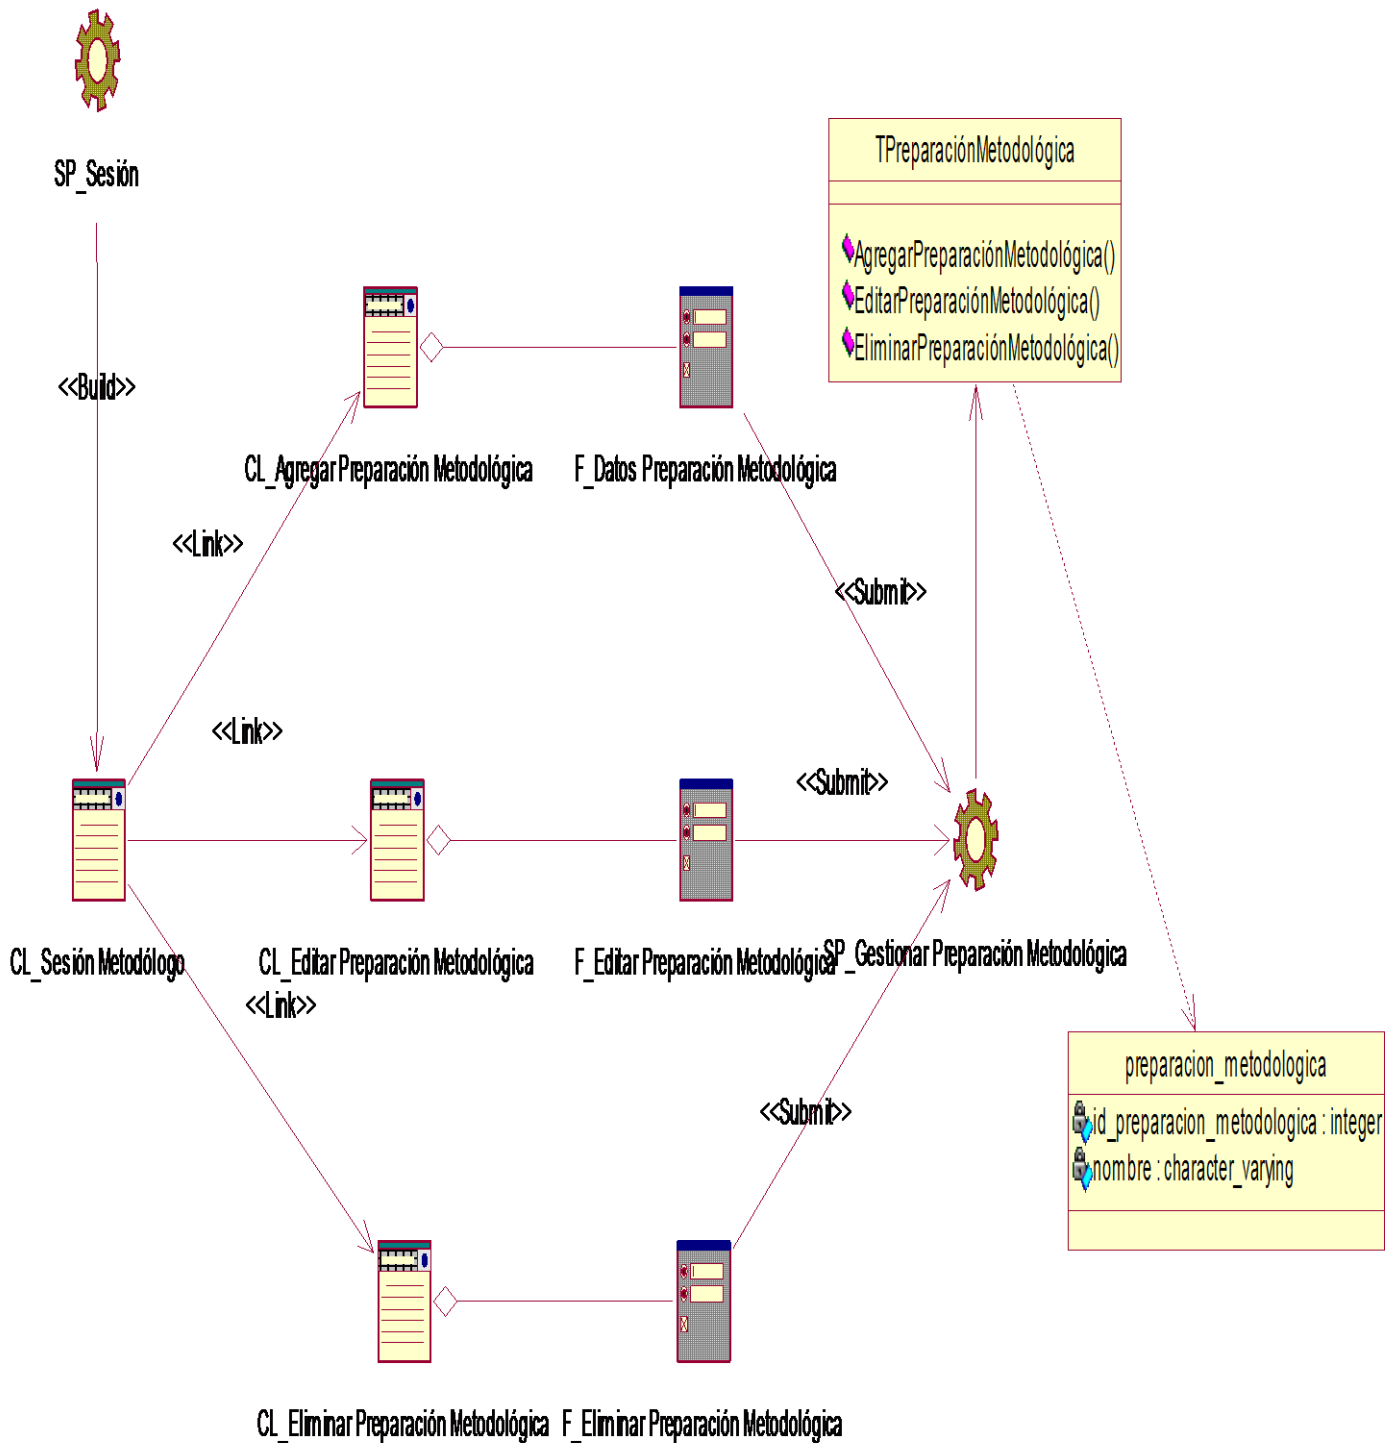 SP_Sesión
TPreparaciónMetodológica
AgregarPreparaciónMetodológica()
EditarPreparaciónMetodológica()
EliminarPreparaciónMetodológica()
<<Build>>
CL_Agregar Preparación Metodológica
F_Datos Preparación Metodológica
<<Link>>
<<Submit>>
<<Link>>
<<Submit>>
CL_Sesión Metodólogo
CL_Editar Preparación Metodológica
F_Editar Preparación Metodológica
SP_Gestionar Preparación Metodológica
<<Link>>
preparacion_metodologica
id_preparacion_metodologica : integer
nombre : character_varying
<<Submit>>
CL_Eliminar Preparación Metodológica
F_Eliminar Preparación Metodológica